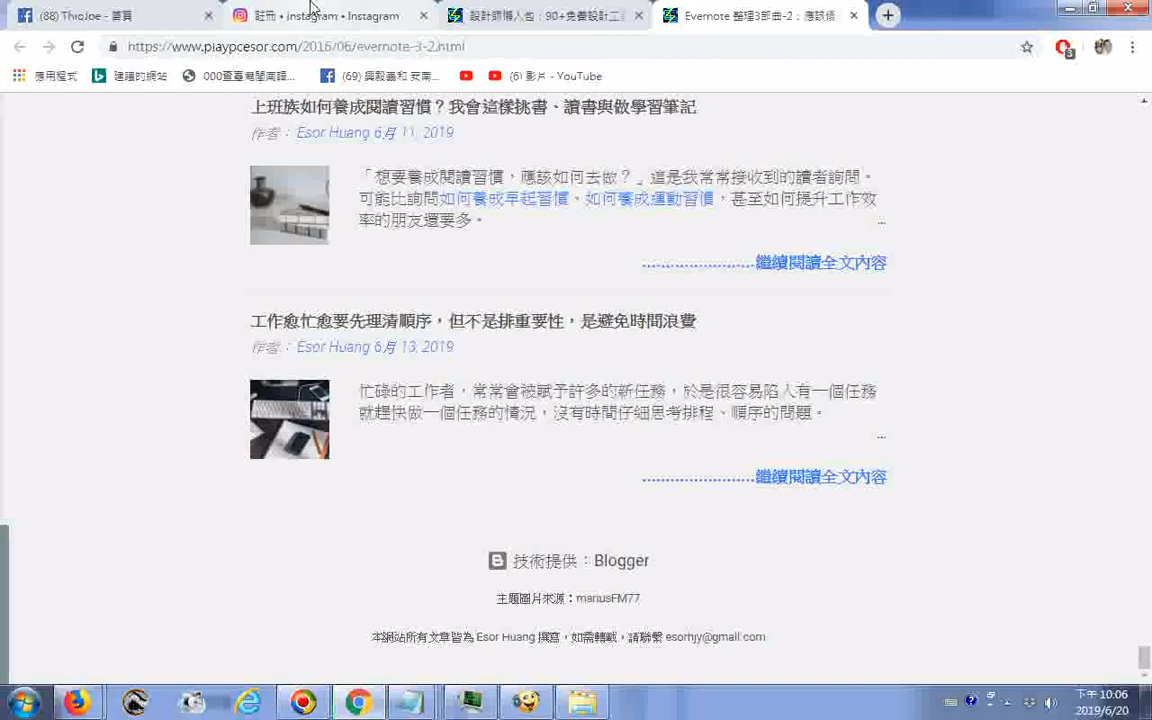 (88) ThioJoe - 首頁
註冊 • Instagram • Instagram
設計師懶人包：90+免費設計工
Evernote 整理3部曲-2：應該係
https://www.playpcesor.com/2016/06/evernote-3-2.html
應用程式
建議的網站
(69) 興毅嘉和 安南...
(6) 影片 - YouTube
上班族如何養成閱讀習慣？我會這樣挑書、讀書與做學習筆記
作者： Esor Huang 6月 11, 2019
「想要養成閱讀習慣，應該如何去做？」這是我常常接收到的讀者詢問。
可能比詢問如何養成早起習慣、如何養成運動習慣，甚至如何提升工作效
率的朋友還要多。
...
........................繼續閱讀全文內容
工作愈忙愈要先理清順序，但不是排重要性，是避免時間浪費
作者： Esor Huang 6月 13, 2019
忙碌的工作者，常常會被賦予許多的新任務，於是很容易陷入有一個任務
就趕快做一個任務的情況，沒有時間仔細思考排程、順序的問題。
...
........................繼續閱讀全文內容
技術提供：Blogger
主題圖片來源：mariusFM77
本網站所有文章皆為 Esor Huang 撰寫，如需轉載，請聯繫 esorhjy@gmail.com
下午 10:06
2019/6/20